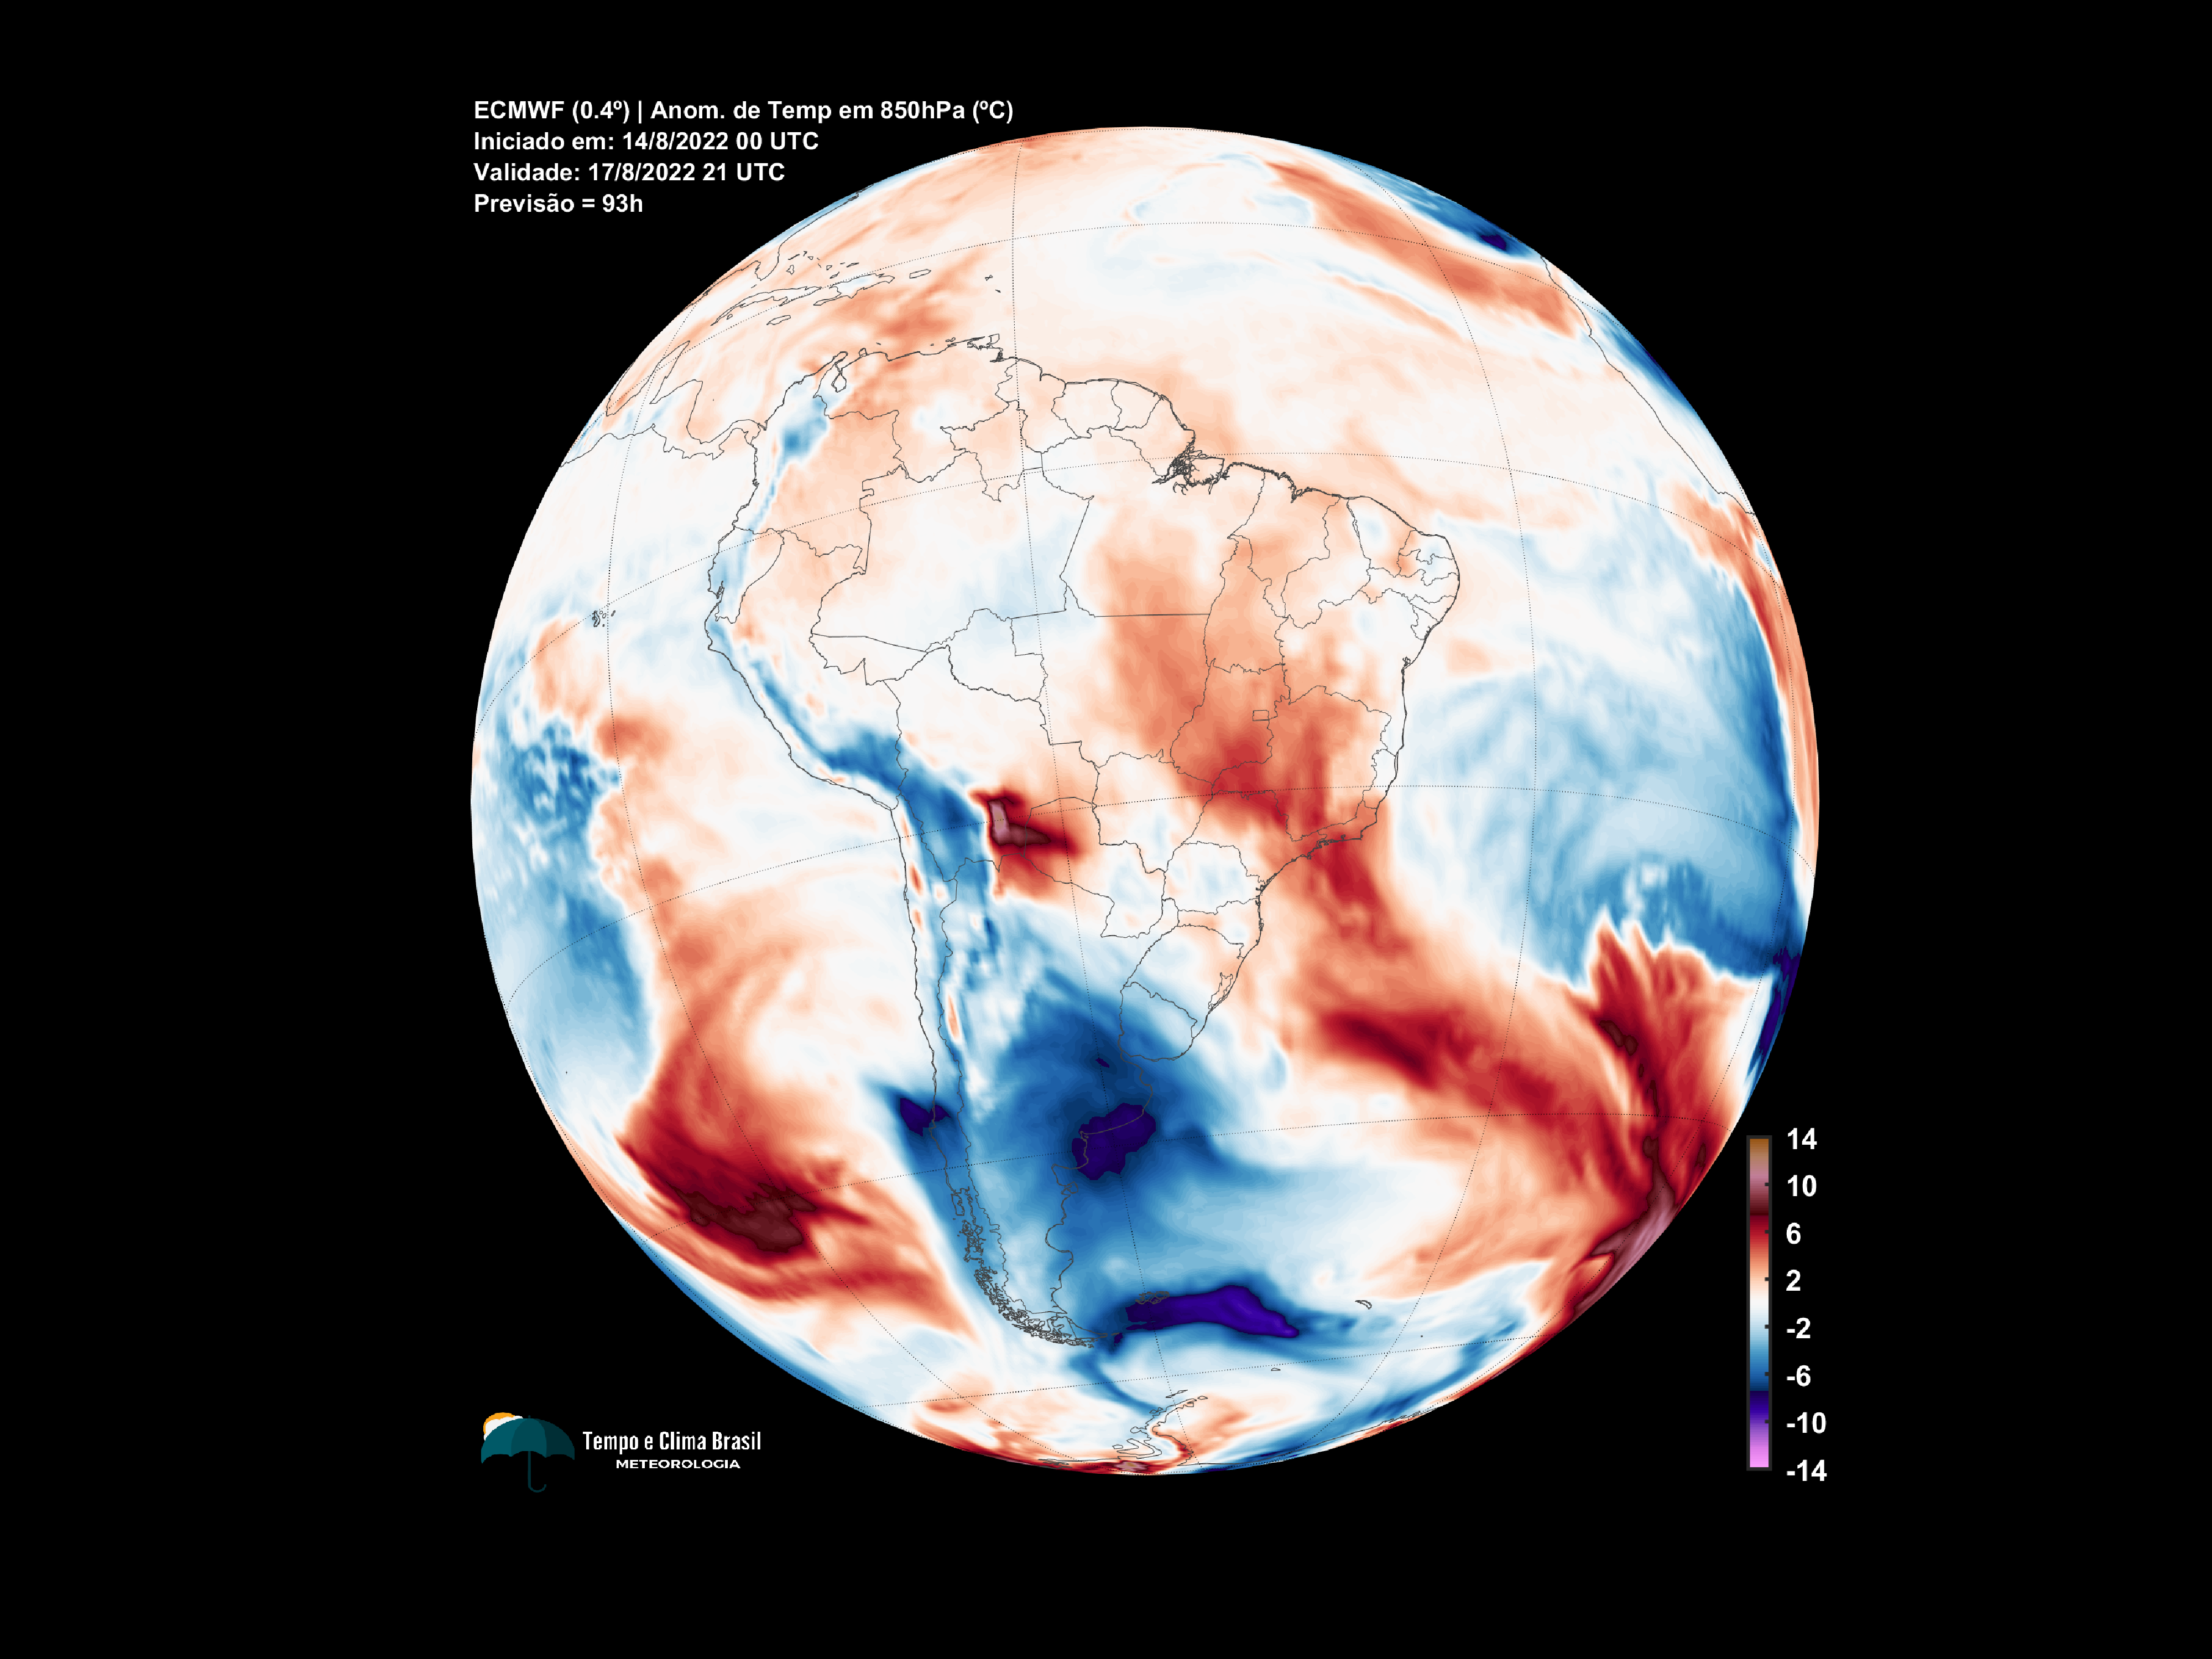 ECMWF (0.4º) | Anom. de Temp em 850hPa (ºC)
Iniciado em: 14/8/2022 00 UTC
Validade: 17/8/2022 21 UTC
Previsão = 93h
14
10
6
2
-2
-6
-10
-14
Tempo e Clima Brasil
METEOROLOGIA